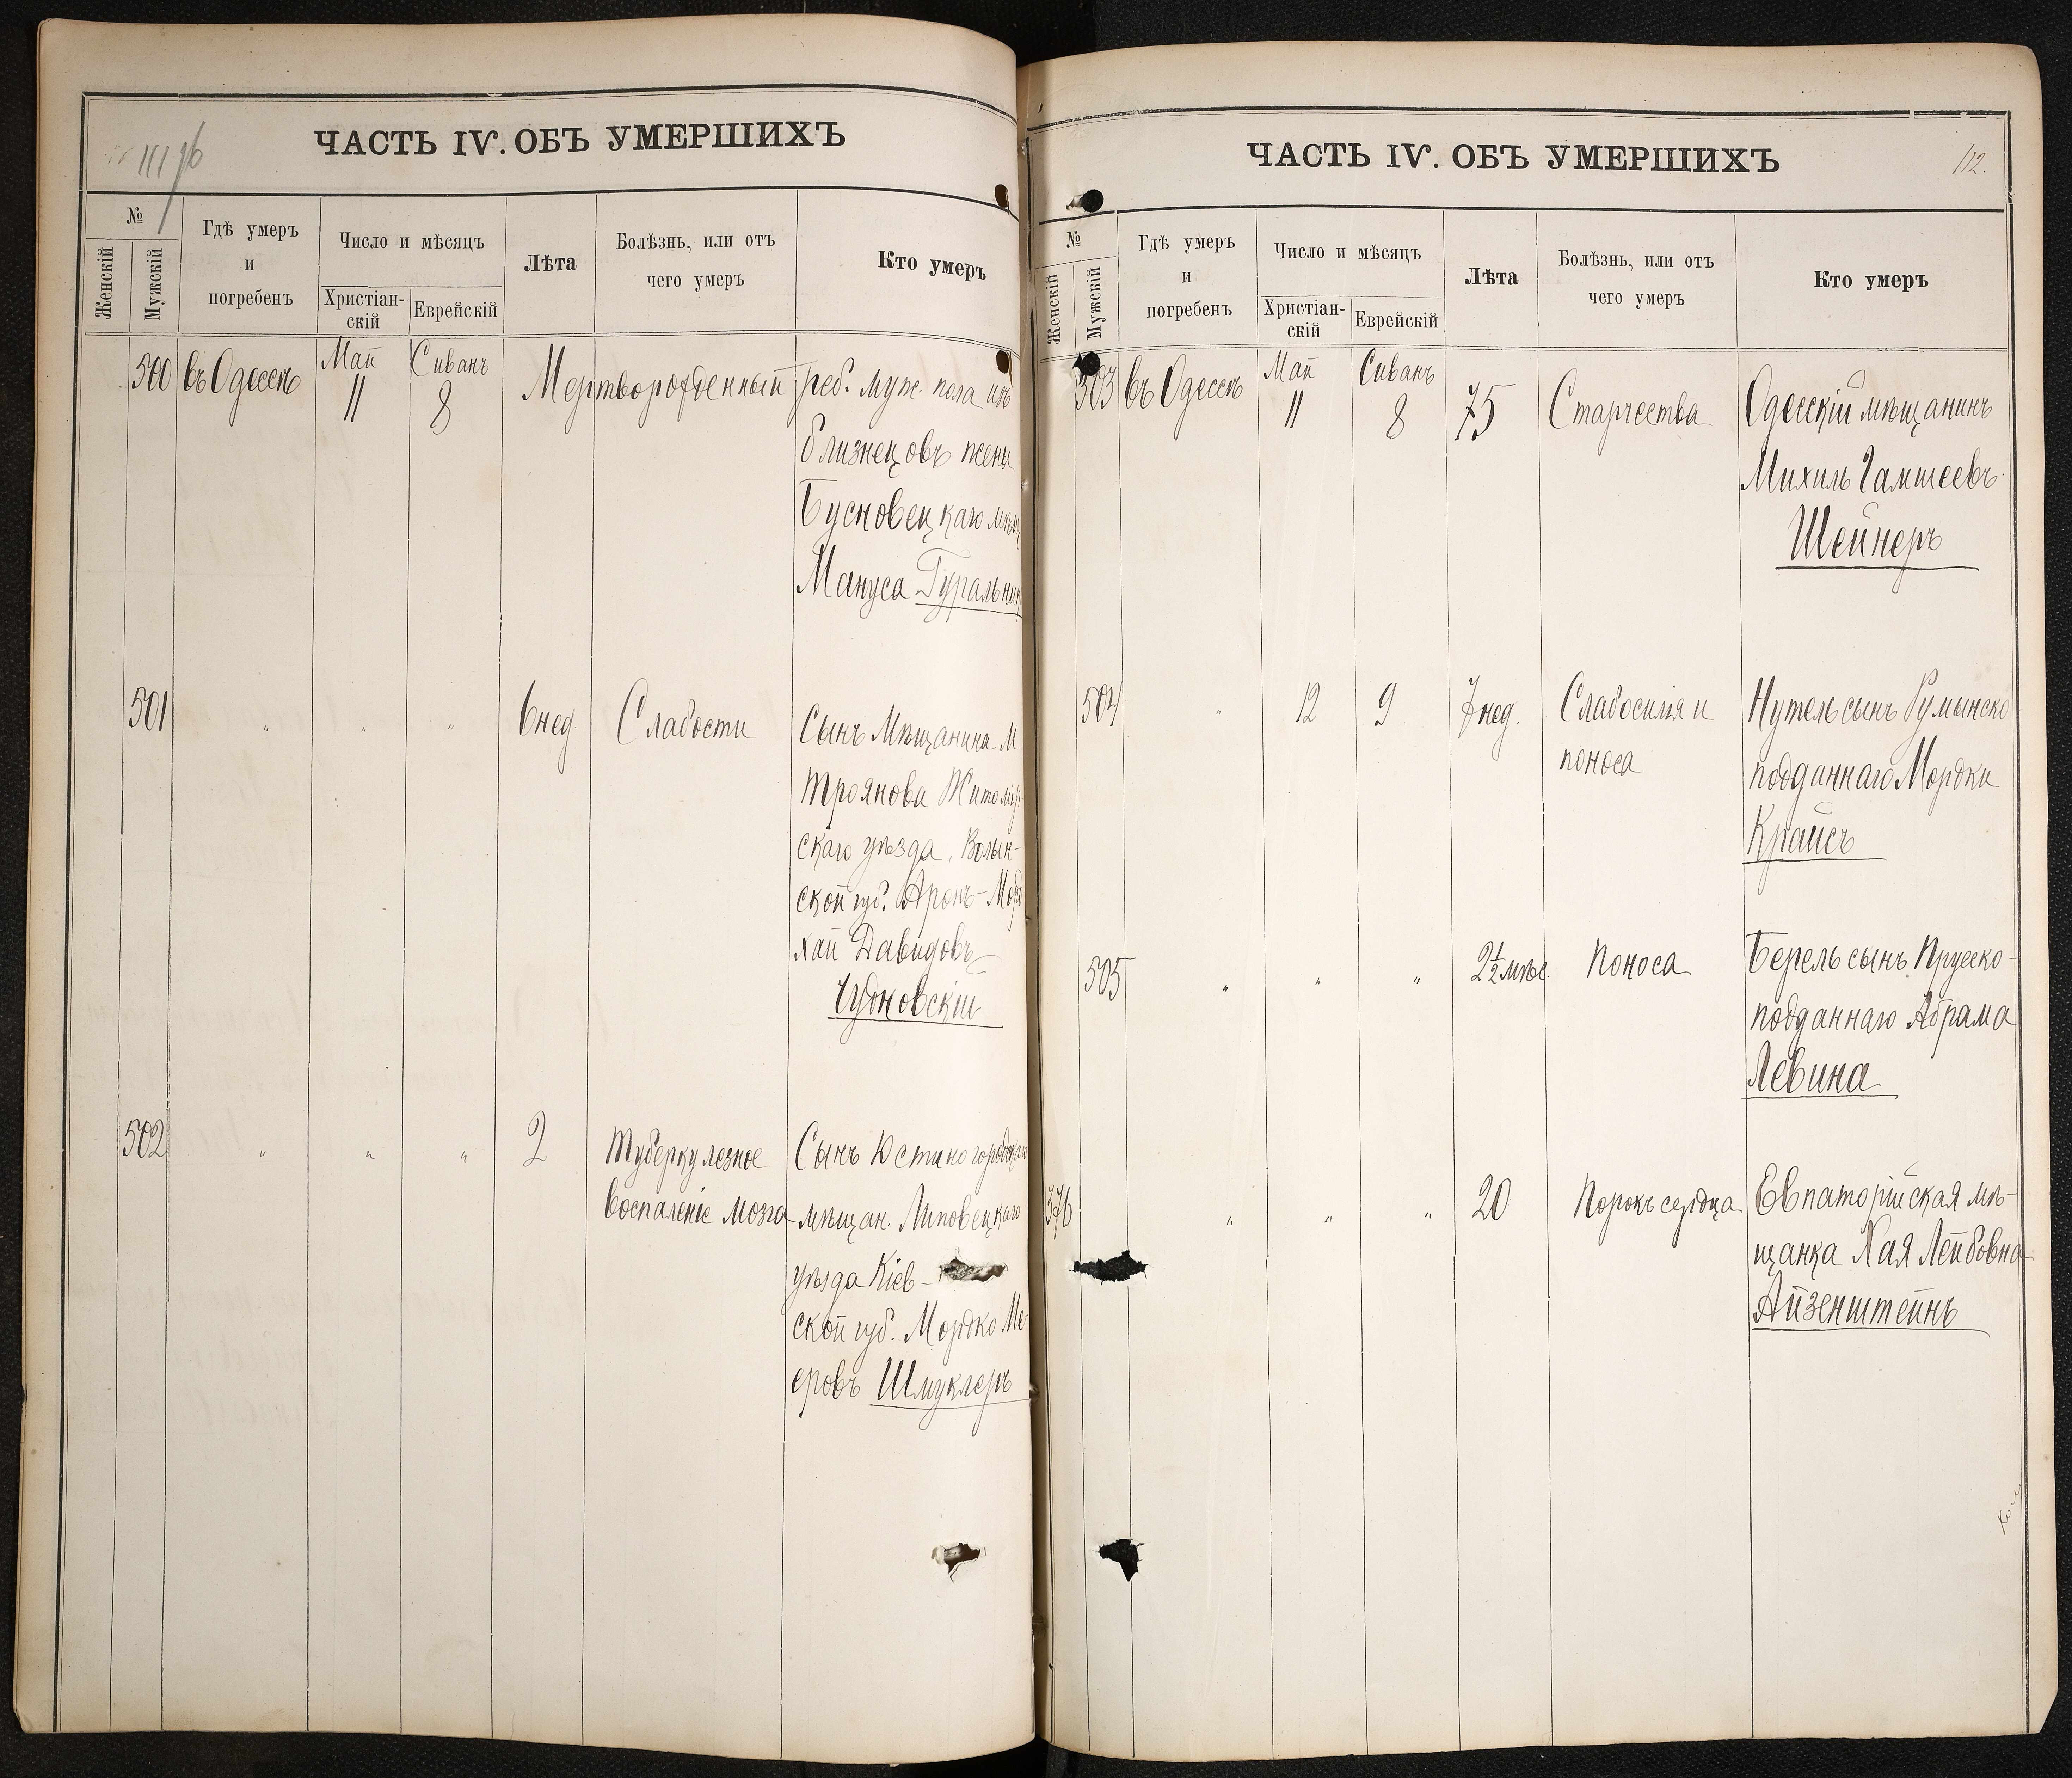 111 об
ЧАСТЬ IV. ОБЪ УМЕРШИХЪ
№
Женскій
Мужскій
Гдѣ умеръ
и
погребенъ
Число и мѣсяцъ
Христіан-
скій
Еврейскій
Лѣта
Болѣзнь, или отъ
чего умеръ
Кто умеръ
500 въ Одессѣ Май 11 Сиванъ 8 Мертворожденный реб. муж. пола изъ
близнецовъ жены
мѣщ
Мануса Гуральник
501 „ „ „ 6 нед. Слабости Сынъ Мѣщанина М.
Троянова Житомір-
скаго уѣзда, Волын-
ской губ. Аронъ-Мор
хай Давидовъ
Чудновскій
502 „ „ „ 2 Туберкулезное Сынъ Юстиногородскаго
воспаленіе мозга мѣщан. Липовецкаго
уѣзда Кіев-
ской губ. Мордко Ме-
еровъ Шмуклеръ
ЧАСТЬ IV. ОБЪ УМЕРШИХЪ
112.
№
Женскій
Мужскій
Гдѣ умеръ
и
погребенъ
Число и мѣсяцъ
Христіан-
скій
Еврейскій
Лѣта
Болѣзнь, или отъ
чего умеръ
Кто умеръ
503 въ Одессѣ Май 11 Сиванъ 8 75 Старчества Одесскій мѣщанинъ
Михиль Гамшеевъ
Шейнеръ
504 „ 12 9 7 нед. Слабосилія и Нутель сынъ Румынско
поноса подданнаго Мордки
Крайсъ
505 „ „ „ 2½ мѣс. Поноса Берель сынъ Прусско-
подданнаго Абрама
Левина
376 „ „ „ 20 Порокъ сердца Евпаторійская мѣ-
щанка Хая Лейбовна
Айзенштейнъ